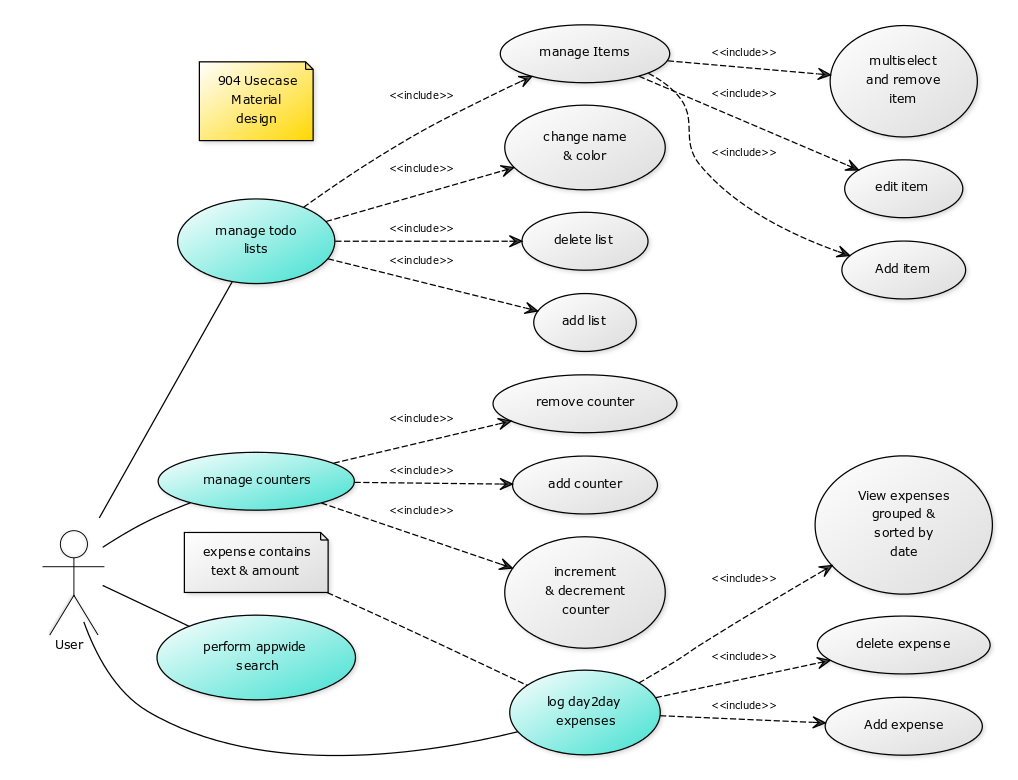 904 Usecase
Material
design
manage Items
<<include>>
multiselect
and remove
item
<<include>>
<<include>>
change name
& color
<<include>>
<<include>>
edit item
manage todo
lists
<<include>>
delete list
<<include>>
Add item
add list
remove counter
<<include>>
manage counters
<<include>>
add counter
<<include>>
View expenses
grouped &
sorted by
date
expense contains
text & amount
increment
& decrement
counter
<<include>>
User
perform appwide
search
<<include>>
delete expense
log day2day
expenses
<<include>>
Add expense